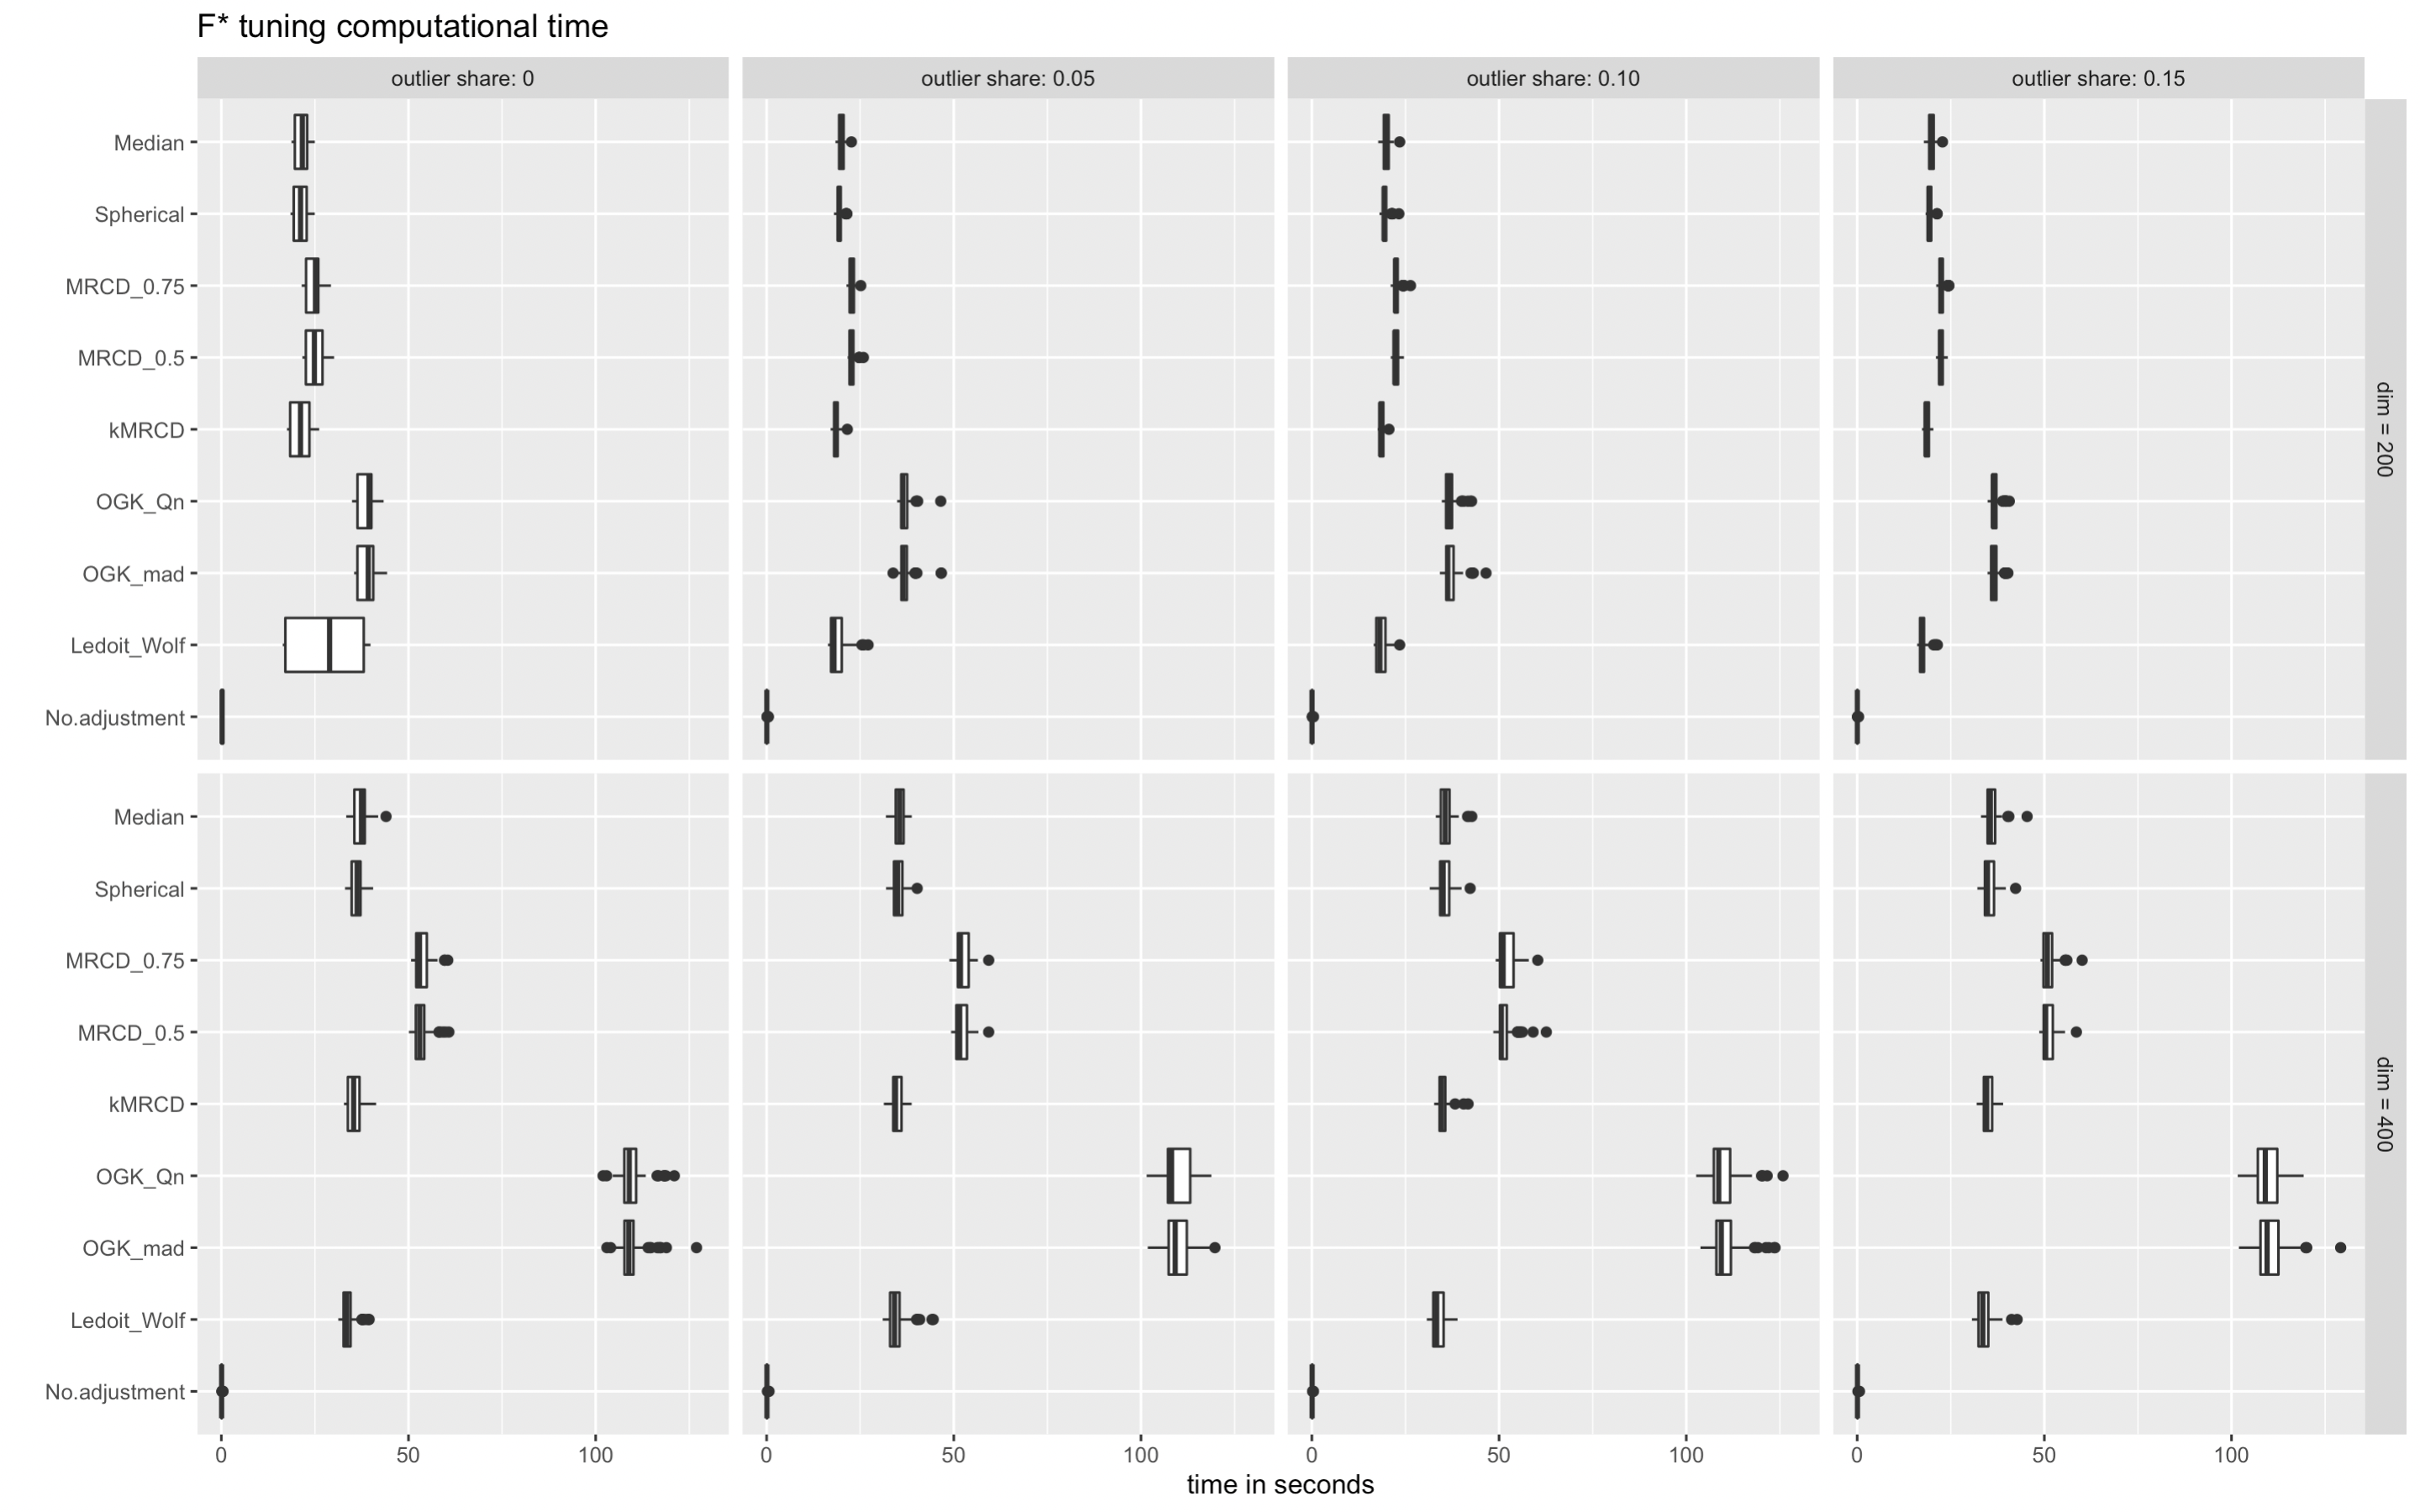 F* tuning computational time
outlier share: 0
outlier share: 0.05
outlier share: 0.10
outlier share: 0.15
Median
Spherical
MRCD_0.75
MRCD_0.5
kMRCD
OGK_Qn
OGK_mad
Ledoit_Wolf
No.adjustment
dim = 200
Median
Spherical
MRCD_0.75
MRCD_0.5
kMRCD
OGK_Qn
OGK_mad
Ledoit_Wolf
No.adjustment
dim = 400
0 50 100 0 50 100 0 50 100 0 50 100
time in seconds